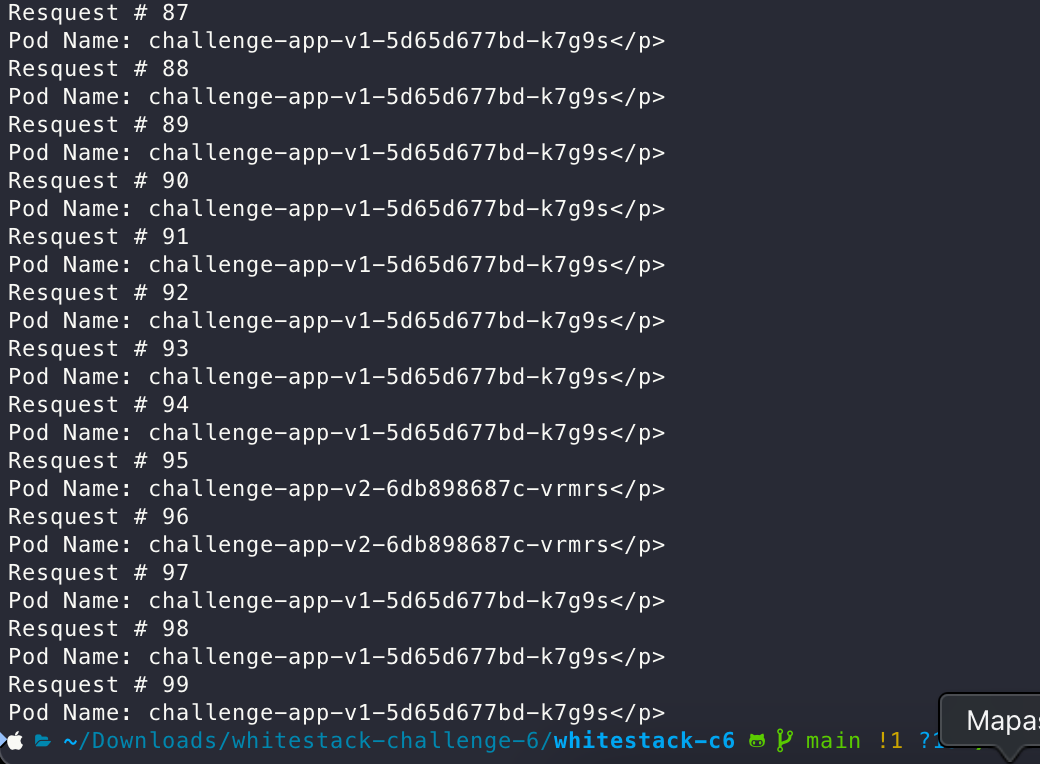 Resquest # 87
Pod Name: challenge-app-v1-5d65d677bd-k7g9s</p>
Resquest # 88
Pod Name: challenge-app-v1-5d65d677bd-k7g9s</p>
Resquest # 89
Pod Name: challenge-app-v1-5d65d677bd-k7g9s</p>
Resquest # 90
Pod Name: challenge-app-v1-5d65d677bd-k7g9s</p>
Resquest # 91
Pod Name: challenge-app-v1-5d65d677bd-k7g9s</p>
Resquest # 92
Pod Name: challenge-app-v1-5d65d677bd-k7g9s</p>
Resquest # 93
Pod Name: challenge-app-v1-5d65d677bd-k7g9s</p>
Resquest # 94
Pod Name: challenge-app-v1-5d65d677bd-k7g9s</p>
Resquest # 95
Pod Name: challenge-app-v2-6db898687c-vrmrs</p>
Resquest # 96
Pod Name: challenge-app-v2-6db898687c-vrmrs</p>
Resquest # 97
Pod Name: challenge-app-v1-5d65d677bd-k7g9s</p>
Resquest # 98
Pod Name: challenge-app-v1-5d65d677bd-k7g9s</p>
Resquest # 99
Pod Name: challenge-app-v1-5d65d677bd-k7g9s</p>
~/Downloads/whitestack-challenge-6/whitestack-c6 main !1 ?1